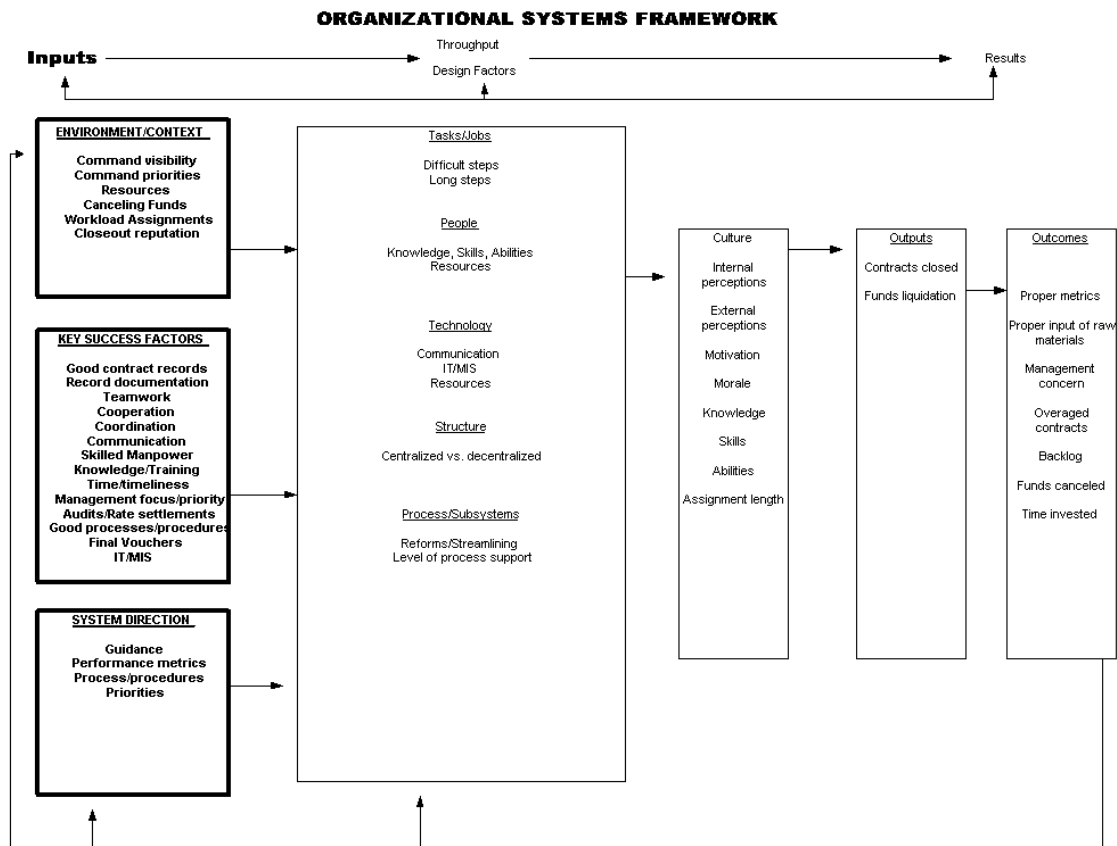 ORGANIZATIONAL SYSTEMS FRAMEWORK
Inputs
Throughput
Design Factors
Results
ENVIRONMENT/CONTEXT
Command visibility
Command priorities
Resources
Canceling Funds
Workload Assignments
Closeout reputation
KEY SUCCESS FACTORS
Good contract records
Record documentation
Teamwork
Cooperation
Coordination
Communication
Skilled Manpower
Knowledge/Training
Time/timeliness
Management focus/priority
Audits/Rate settlements
Good processes/procedures
Final Vouchers
IT/MIS
SYSTEM DIRECTION
Guidance
Performance metrics
Process/procedures
Priorities
Tasks/Jobs
Difficult steps
Long steps
People
Knowledge, Skills, Abilities
Resources
Technology
Communication
IT/MIS
Resources
Structure
Centralized vs. decentralized
Process/Subsystems
Reforms/Streamlining
Level of process support
Culture
Internal
perceptions
External
perceptions
Motivation
Morale
Knowledge
Skills
Abilities
Assignment length
Outputs
Contracts closed
Funds liquidation
Outcomes
Proper metrics
Proper input of raw
materials
Management
concern
Overaged
contracts
Backlog
Funds canceled
Time invested